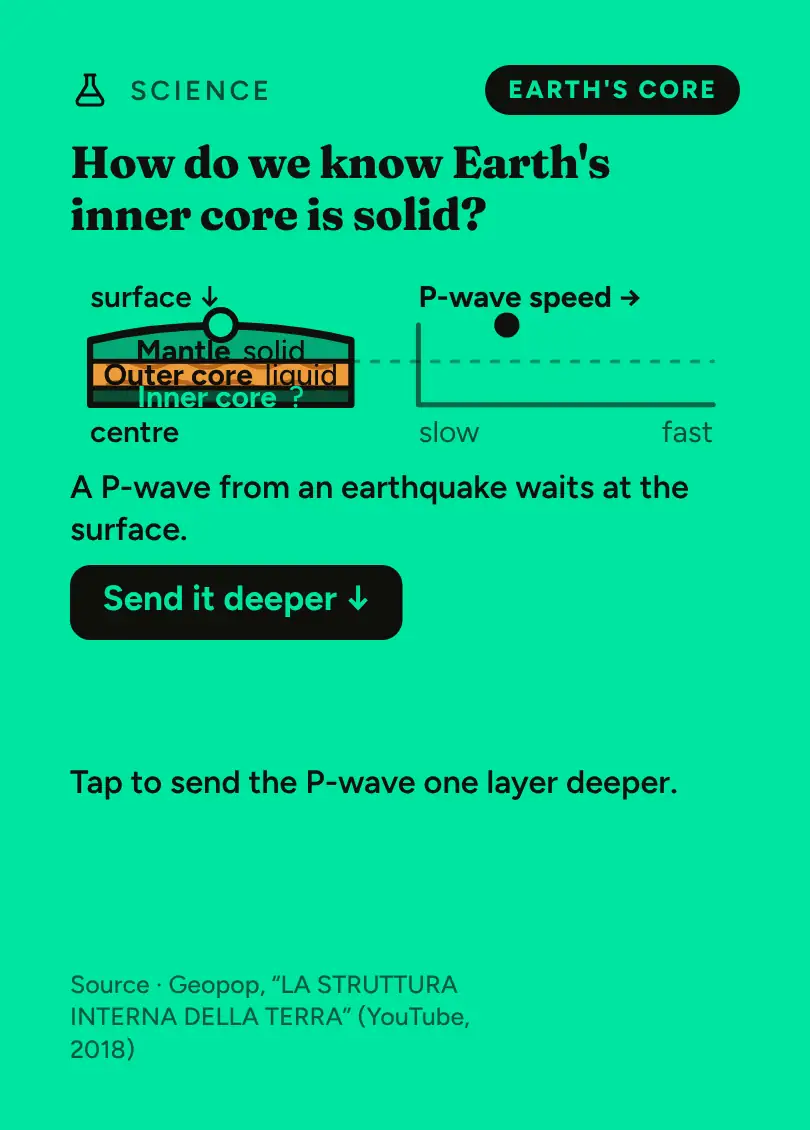 SCIENCE
EARTH'S CORE
How do we know Earth's
inner core is solid?
surface ↓
Mantle solid
Outer core liquid
Inner core ?
centre
P-wave speed →
slow
fast
A P-wave from an earthquake waits at the
surface.
Send it deeper ↓
Tap to send the P-wave one layer deeper.
Source · Geopop, “LA STRUTTURA
INTERNA DELLA TERRA” (YouTube,
2018)